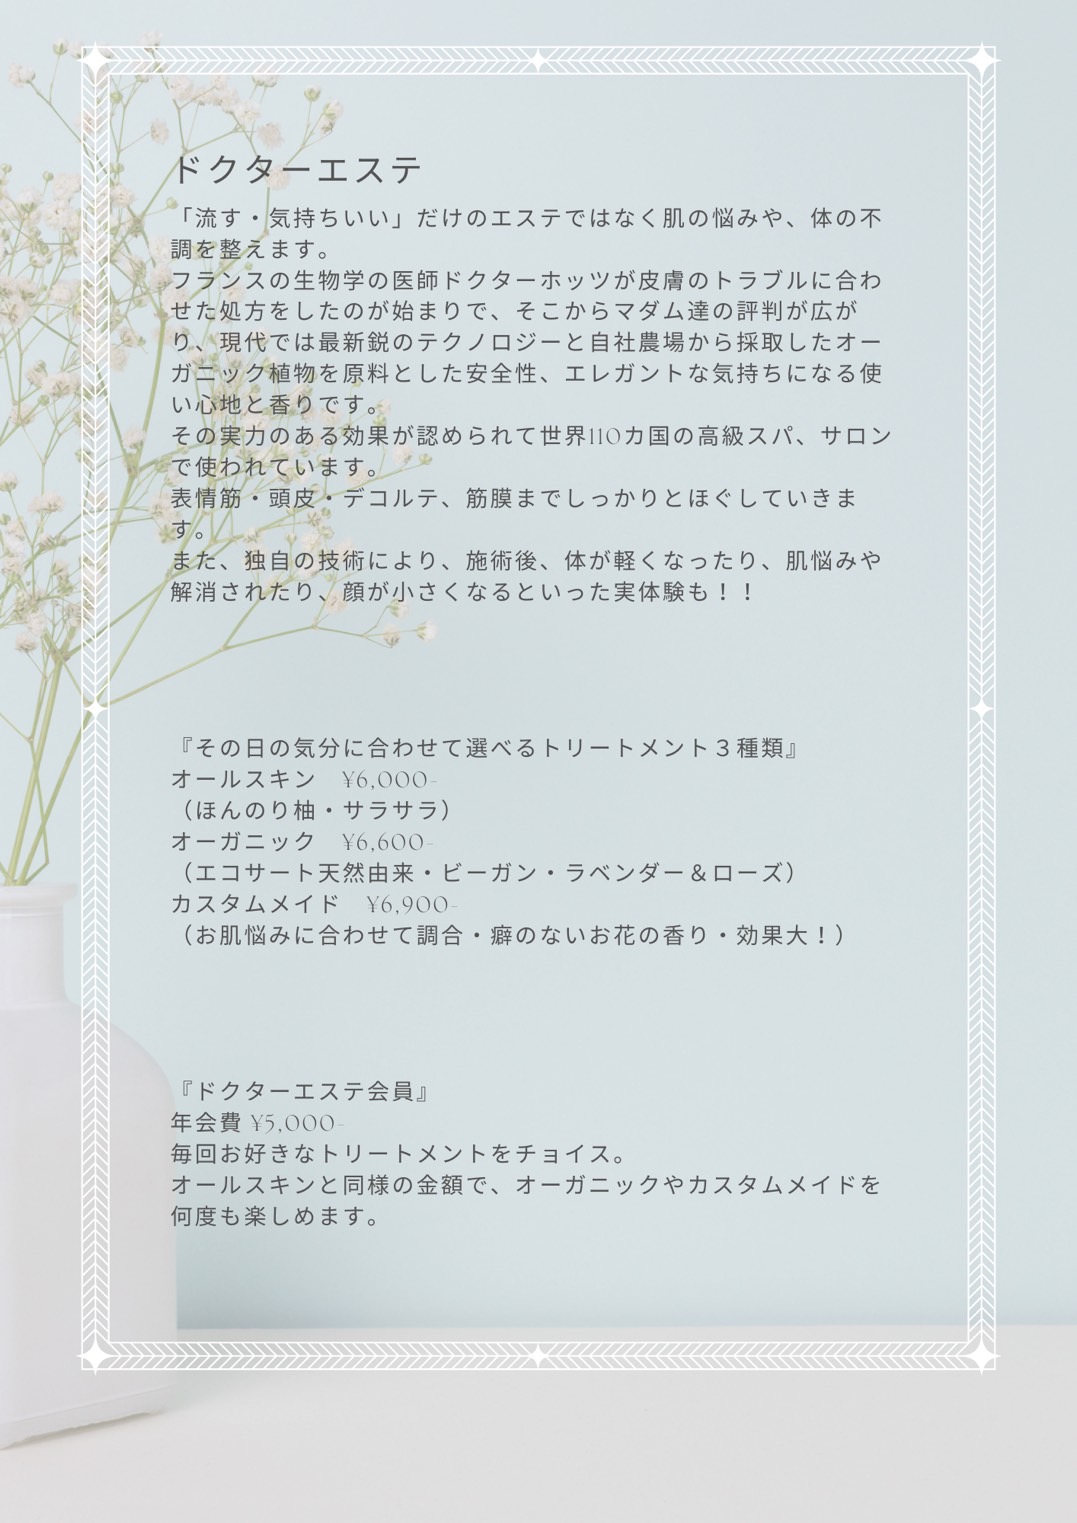 ドクターエステ
「流す・気持ちいい」だけのエステではなく肌の悩みや、体の不
調を整えます。
フランスの生物学の医師ドクターホッツが皮膚のトラブルに合わ
せた処方をしたのが始まりで、そこからマダム達の評判が広が
り、現代では最新鋭のテクノロジーと自社農場から採取したオー
ガニック植物を原料とした安全性、エレガントな気持ちになる使
い心地と香りです。
その実力のある効果が認められて世界110カ国の高級スパ、サロン
で使われています。
表情筋・頭皮・デコルテ、筋膜までしっかりとほぐしていきま
す。
また、独自の技術により、施術後、体が軽くなったり、肌悩みや
解消されたり、顔が小さくなるといった実体験も！！
『その日の気分に合わせて選べるトリートメント３種類』
オールスキン　¥6,000-
（ほんのり柚・サラサラ）
オーガニック　¥6,600-
（エコサート天然由来・ビーガン・ラベンダー＆ローズ）
カスタムメイド　¥6,900-
（お肌悩みに合わせて調合・癖のないお花の香り・効果大！）
『ドクターエステ会員』
年会費 ¥5,000-
毎回お好きなトリートメントをチョイス。
オールスキンと同様の金額で、オーガニックやカスタムメイドを
何度も楽しめます。